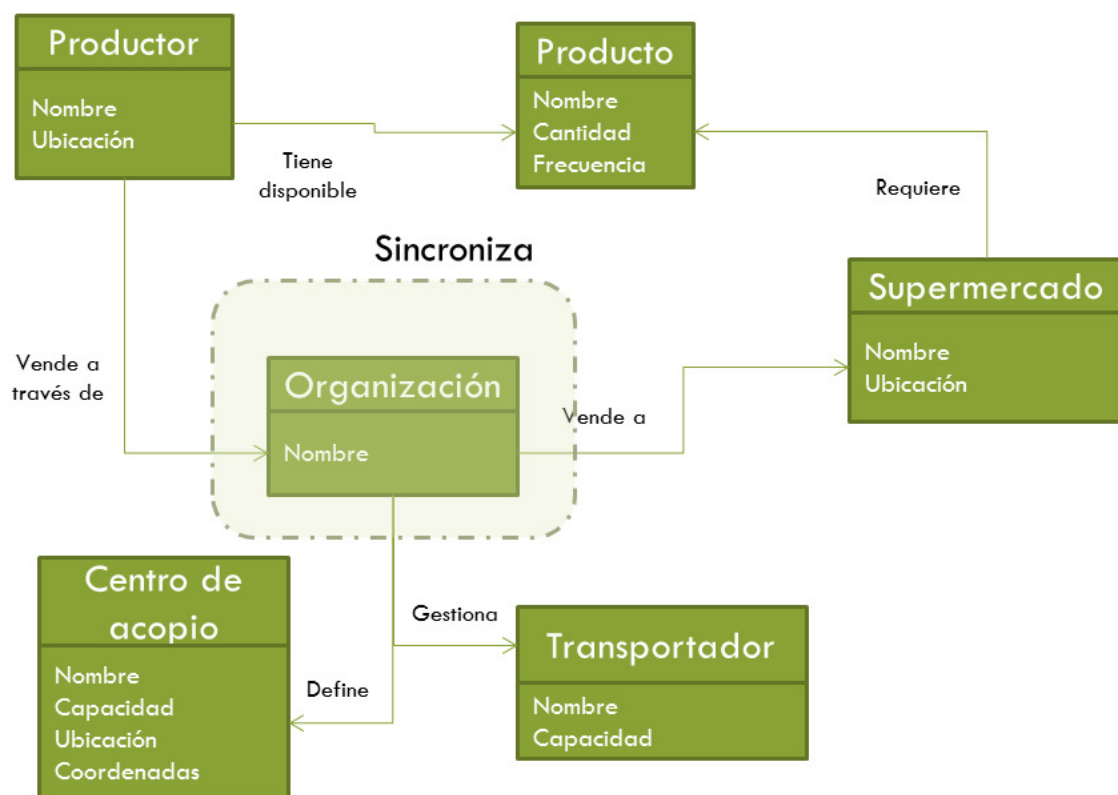 Productor
Nombre
Ubicación
Tiene
disponible
Producto
Nombre
Cantidad
Frecuencia
Requiere
Sincroniza
Supermercado
Nombre
Ubicación
Vende a
través de
Organización
Nombre
Vende a
Centro de
acopio
Nombre
Capacidad
Ubicación
Coordenadas
Define
Gestiona
Transportador
Nombre
Capacidad